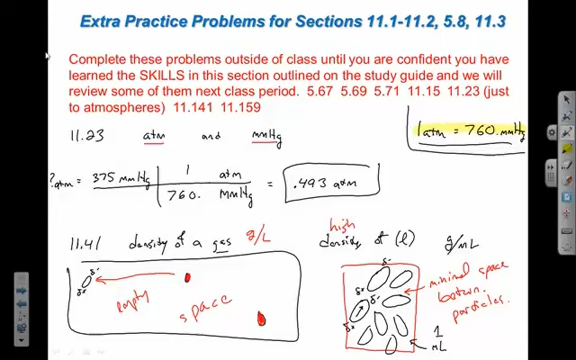 Extra Practice Problems for Sections 11.1-11.2, 5.8, 11.3
Complete these problems outside of class until you are confident you have
learned the SKILLS in this section outlined on the study guide and we will
review some of them next class period. 5.67 5.69 5.71 11.15 11.23 (just
to atmospheres) 11.141 11.159
1 atm = 760. mmHg
11.23 atm and mmHg
? atm = 375 mmHg | 1 atm = .493 atm
760. mmHg
high
11.41 density of a gas g/L density of (l) g/mL
δ-
δ+
empty space
δ-
δ+
δ-
δ+
minimal space
betwn.
particles.
1
mL